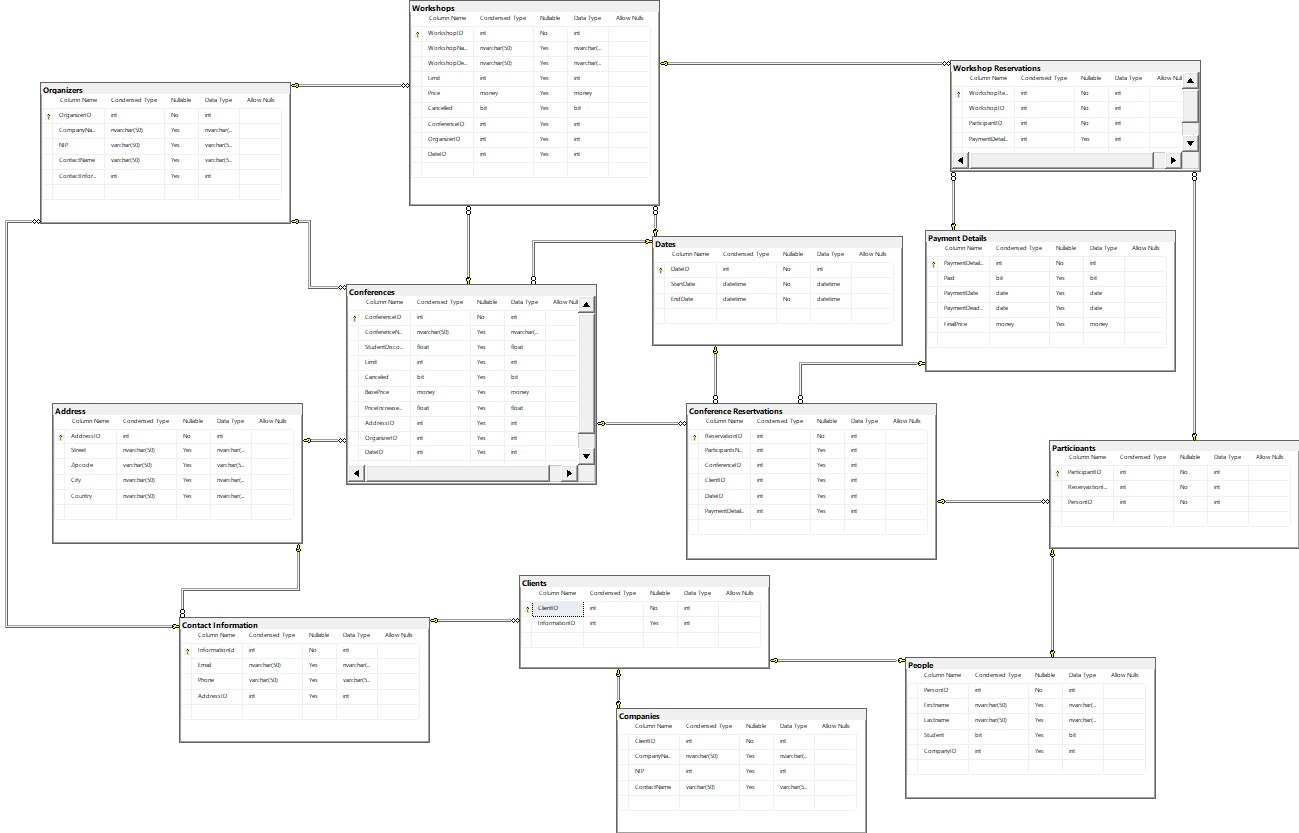 Workshops
Column Name Condensed Type Nullable Data Type Allow Nulls
WorkshopID int No int
WorkshopNa... nvarchar(50) Yes nvarchar(...
WorkshopDe... nvarchar(50) Yes nvarchar(...
Limit int Yes int
Price money Yes money
Cancelled bit Yes bit
ConferenceID int Yes int
OrganizerID int Yes int
DateID int Yes int
Workshop Reservations
Column Name Condensed Type Nullable Data Type Allow Nul
WorkshopRe... int No int
WorkshopID int No int
ParticipantID int No int
PaymentDetai... int Yes int
Organizers
Column Name Condensed Type Nullable Data Type Allow Nulls
OrganizerID int No int
CompanyNa... nvarchar(50) Yes nvarchar(...
NIP varchar(50) Yes varchar(5...
ContactName varchar(50) Yes varchar(5...
ContactInfor... int Yes int
Dates
Column Name Condensed Type Nullable Data Type Allow Nulls
DateID int No int
StartDate datetime No datetime
EndDate datetime No datetime
Payment Details
Column Name Condensed Type Nullable Data Type Allow Nulls
PaymentDetai... int No int
Paid bit Yes bit
PaymentDate date Yes date
PaymentDead... date Yes date
FinalPrice money Yes money
Conferences
Column Name Condensed Type Nullable Data Type Allow Nul
ConferenceID int No int
ConferenceN... nvarchar(50) Yes nvarchar(...
StudentDisco... float Yes float
Limit int Yes int
Canceled bit Yes bit
BasePrice money Yes money
PriceIncrease... float Yes float
AddressID int Yes int
OrganizerID int Yes int
DateID int Yes int
Address
Column Name Condensed Type Nullable Data Type Allow Nulls
AddressID int No int
Street nvarchar(50) Yes nvarchar(...
Zipcode varchar(50) Yes varchar(5...
City nvarchar(50) Yes nvarchar(...
Country nvarchar(50) Yes nvarchar(...
Conference Resertvations
Column Name Condensed Type Nullable Data Type Allow Nulls
ReservationID int No int
ParticipantsN... int Yes int
ConferenceID int Yes int
ClientID int Yes int
DateID int Yes int
PaymentDetai... int Yes int
Participants
Column Name Condensed Type Nullable Data Type Allow Nulls
ParticipantID int No int
ReservastionI... int No int
PersonID int No int
Clients
Column Name Condensed Type Nullable Data Type Allow Nulls
ClientID int No int
InformationID int Yes int
Contact Information
Column Name Condensed Type Nullable Data Type Allow Nulls
InformationId int No int
Email nvarchar(50) Yes nvarchar(...
Phone varchar(50) Yes varchar(5...
AddressID int Yes int
People
Column Name Condensed Type Nullable Data Type Allow Nulls
PersonID int No int
Firstname nvarchar(50) Yes nvarchar(...
Lastname nvarchar(50) Yes nvarchar(...
Student bit Yes bit
CompanyID int Yes int
Companies
Column Name Condensed Type Nullable Data Type Allow Nulls
ClientID int No int
CompanyNa... nvarchar(50) Yes nvarchar(...
NIP int Yes int
ContactName varchar(50) Yes varchar(5...